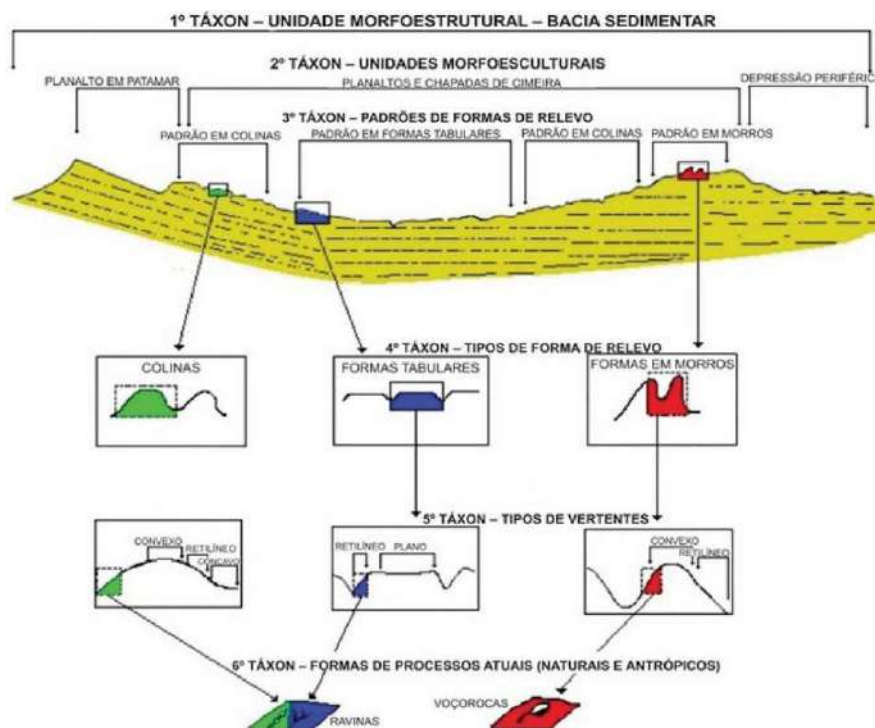 1º TÁXON – UNIDADE MORFOESTRUTURAL – BACIA SEDIMENTAR
2º TÁXON – UNIDADES MORFOESCULTURAIS
PLANALTO EM PATAMAR
PLANALTOS E CHAPADAS DE CIMEIRA
DEPRESSÃO PERIFÉRIC
3º TÁXON – PADRÕES DE FORMAS DE RELEVO
PADRÃO EM COLINAS
PADRÃO EM FORMAS TABULARES
PADRÃO EM COLINAS
PADRÃO EM MORROS
4º TÁXON – TIPOS DE FORMA DE RELEVO
COLINAS
FORMAS TABULARES
FORMAS EM MORROS
5º TÁXON – TIPOS DE VERTENTES
CONVEXO
RETILÍNEO
CÔNCAVO
RETILÍNEO
PLANO
CONVEXO
RETILÍNEO
6º TÁXON – FORMAS DE PROCESSOS ATUAIS (NATURAIS E ANTRÓPICOS)
RAVINAS
VOÇOROCAS